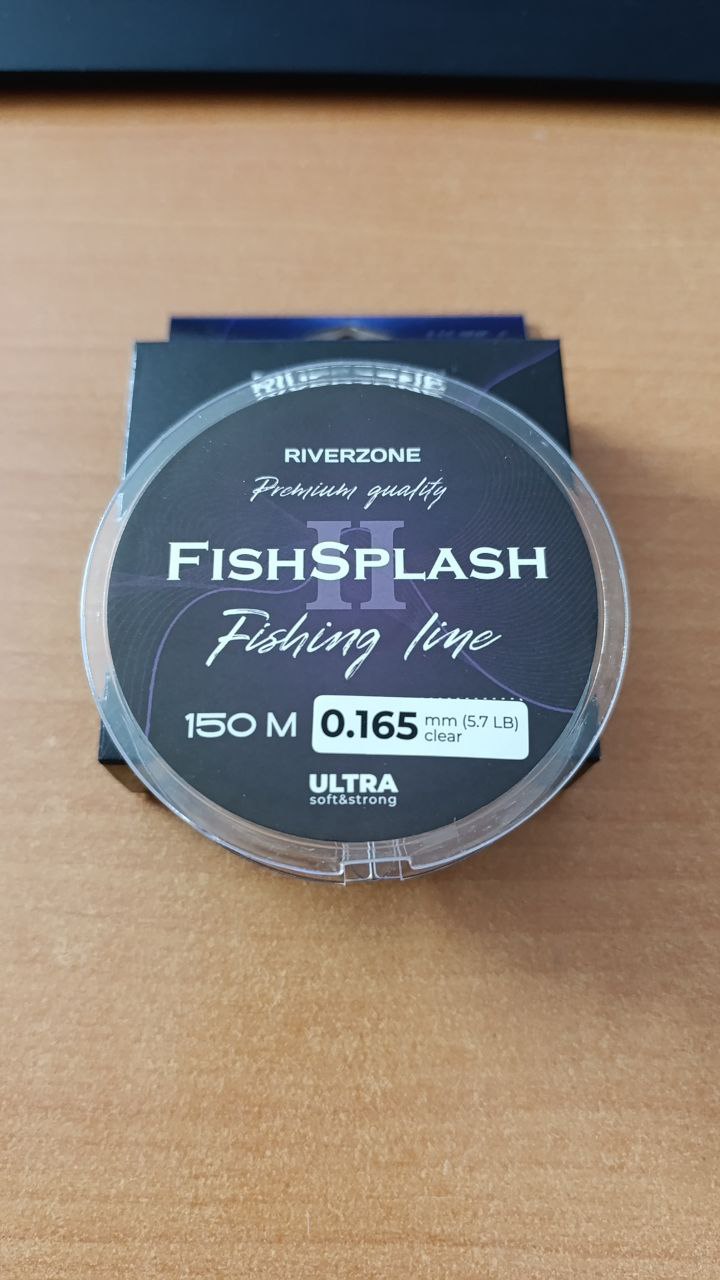 RIVERZONE
Premium quality
II
FISHSPLASH
Fishing line
150 M 0.165 mm (5.7 LB)
clear
ULTRA
soft&strong